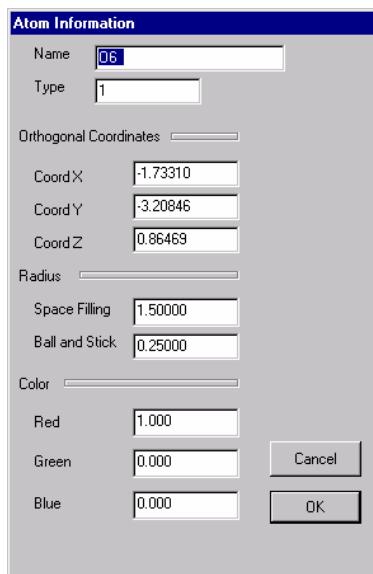 Atom Information
Name O6
Type 1
Orthogonal Coordinates
Coord X -1.73310
Coord Y -3.20846
Coord Z 0.86469
Radius
Space Filling 1.50000
Ball and Stick 0.25000
Color
Red 1.000
Green 0.000 Cancel
Blue 0.000 OK